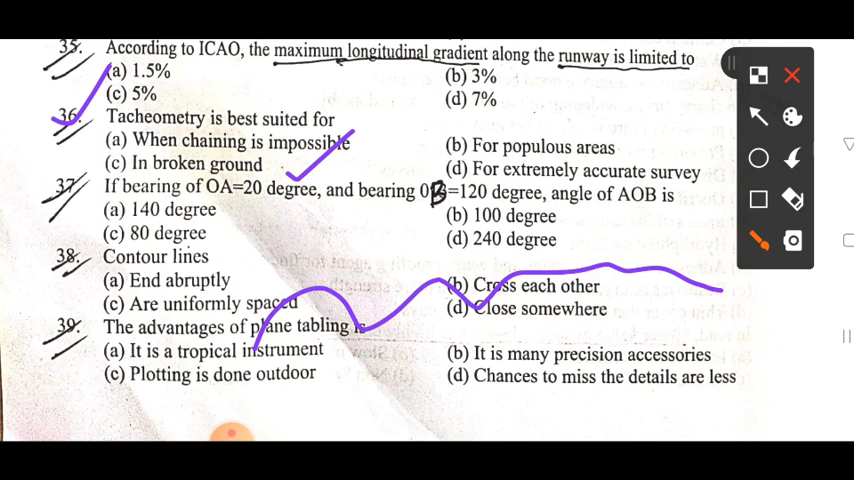 35. According to ICAO, the maximum longitudinal gradient along the runway is limited to
(a) 1.5%
(b) 3%
(c) 5%
(d) 7%
36. Tacheometry is best suited for
(a) When chaining is impossible
(b) For populous areas
(c) In broken ground
(d) For extremely accurate survey
37. If bearing of OA=20 degree, and bearing 0B=120 degree, angle of AOB is
(a) 140 degree
(b) 100 degree
(c) 80 degree
(d) 240 degree
38. Contour lines
(a) End abruptly
(b) Cross each other
(c) Are uniformly spaced
(d) Close somewhere
39. The advantages of plane tabling is
(a) It is a tropical instrument
(b) It is many precision accessories
(c) Plotting is done outdoor
(d) Chances to miss the details are less